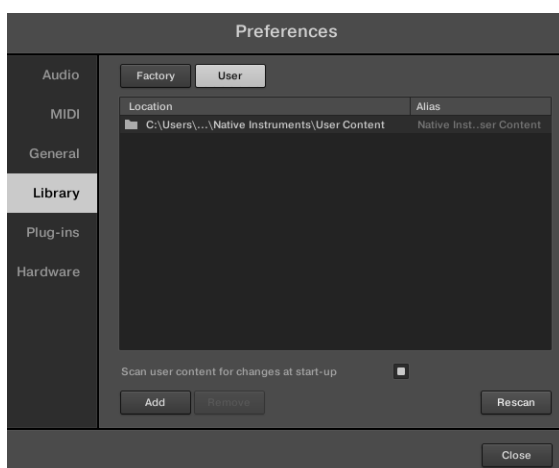 Preferences
Audio
Factory
User
Location
Alias
MIDI
C:\Users\...\Native Instruments\User Content
Native Inst..ser Content
General
Library
Plug-ins
Hardware
Scan user content for changes at start-up
Add
Remove
Rescan
Close